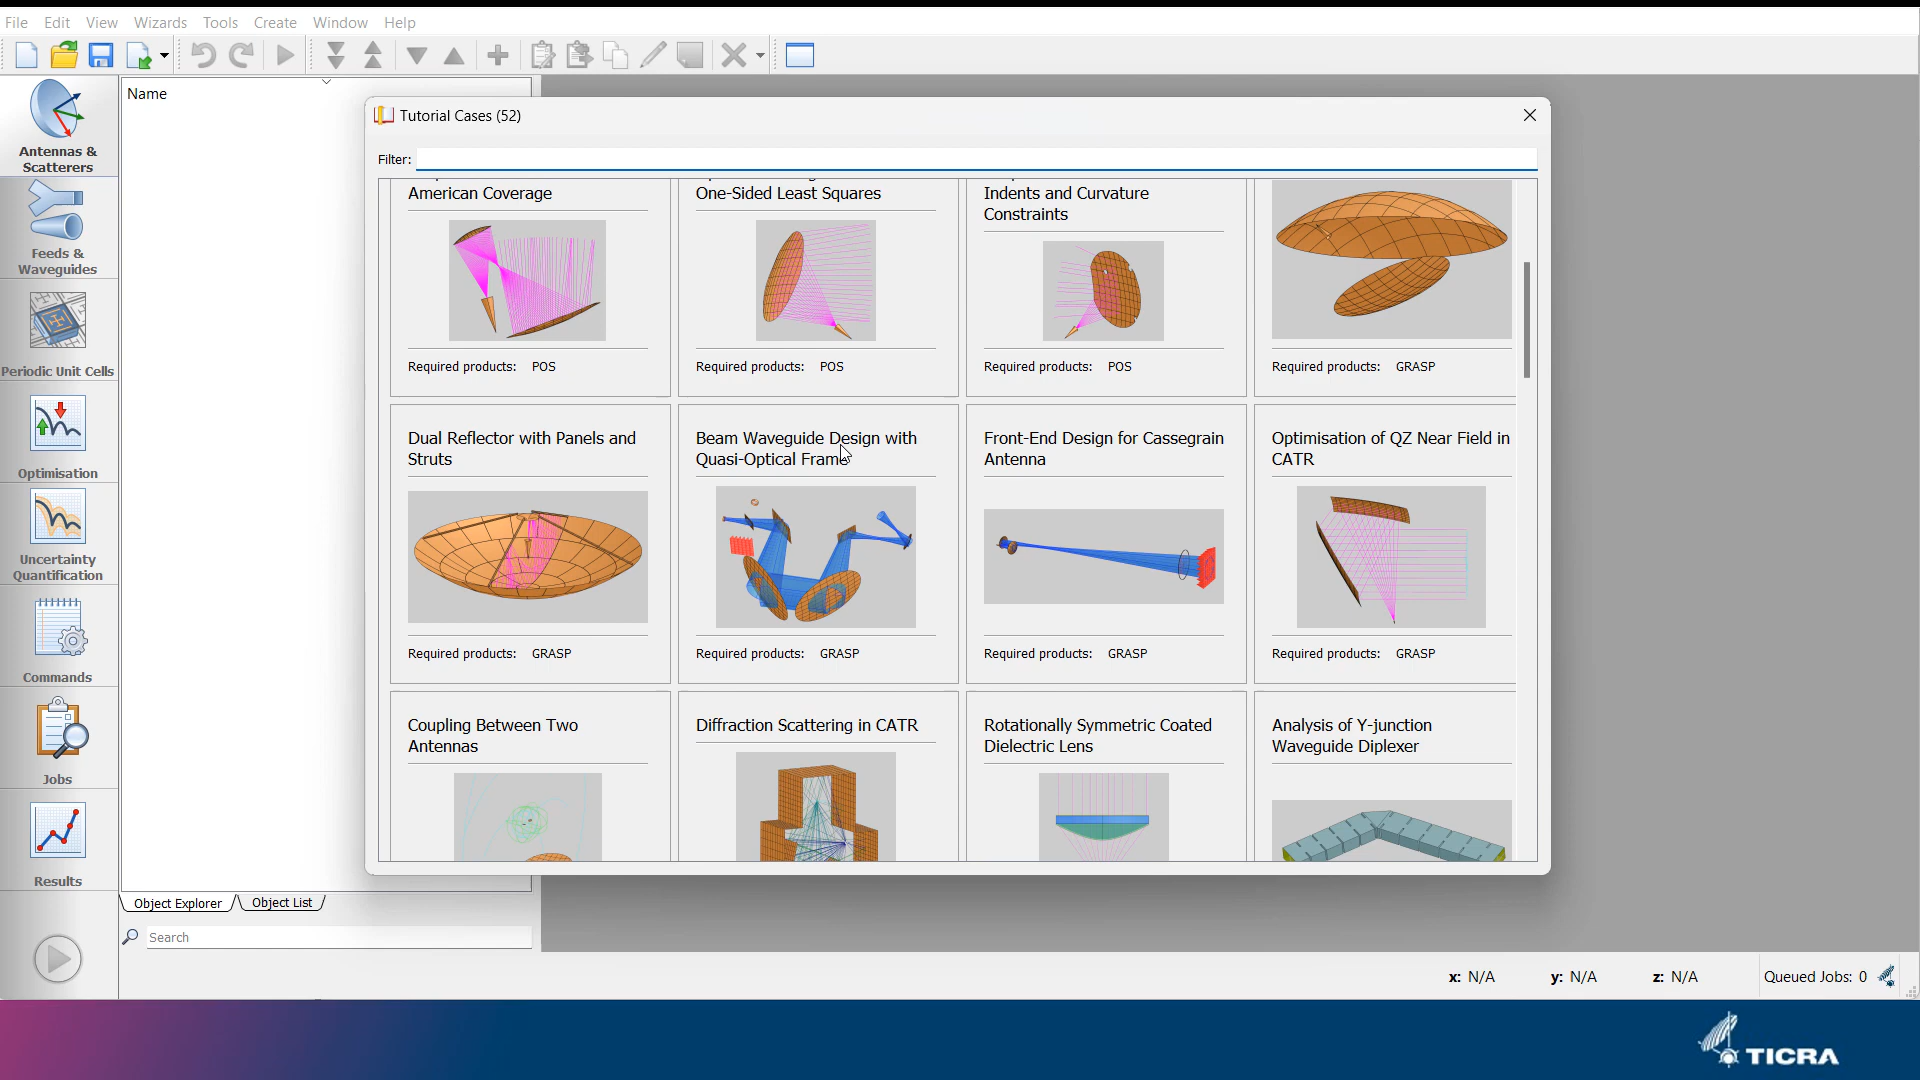 File Edit View Wizards Tools Create Window Help
Name
Antennas &
Scatterers
Feeds &
Waveguides
Periodic Unit Cells
Optimisation
Uncertainty
Quantification
Commands
Jobs
Results
Tutorial Cases (52)
Filter:
American Coverage
One-Sided Least Squares
Indents and Curvature
Constraints
Required products: POS
Required products: POS
Required products: POS
Required products: GRASP
Dual Reflector with Panels and
Struts
Beam Waveguide Design with
Quasi-Optical Frame
Front-End Design for Cassegrain
Antenna
Optimisation of QZ Near Field in
CATR
Required products: GRASP
Required products: GRASP
Required products: GRASP
Required products: GRASP
Coupling Between Two
Antennas
Diffraction Scattering in CATR
Rotationally Symmetric Coated
Dielectric Lens
Analysis of Y-junction
Waveguide Diplexer
Object Explorer Object List
Search
x: N/A y: N/A z: N/A Queued Jobs: 0
TICRA